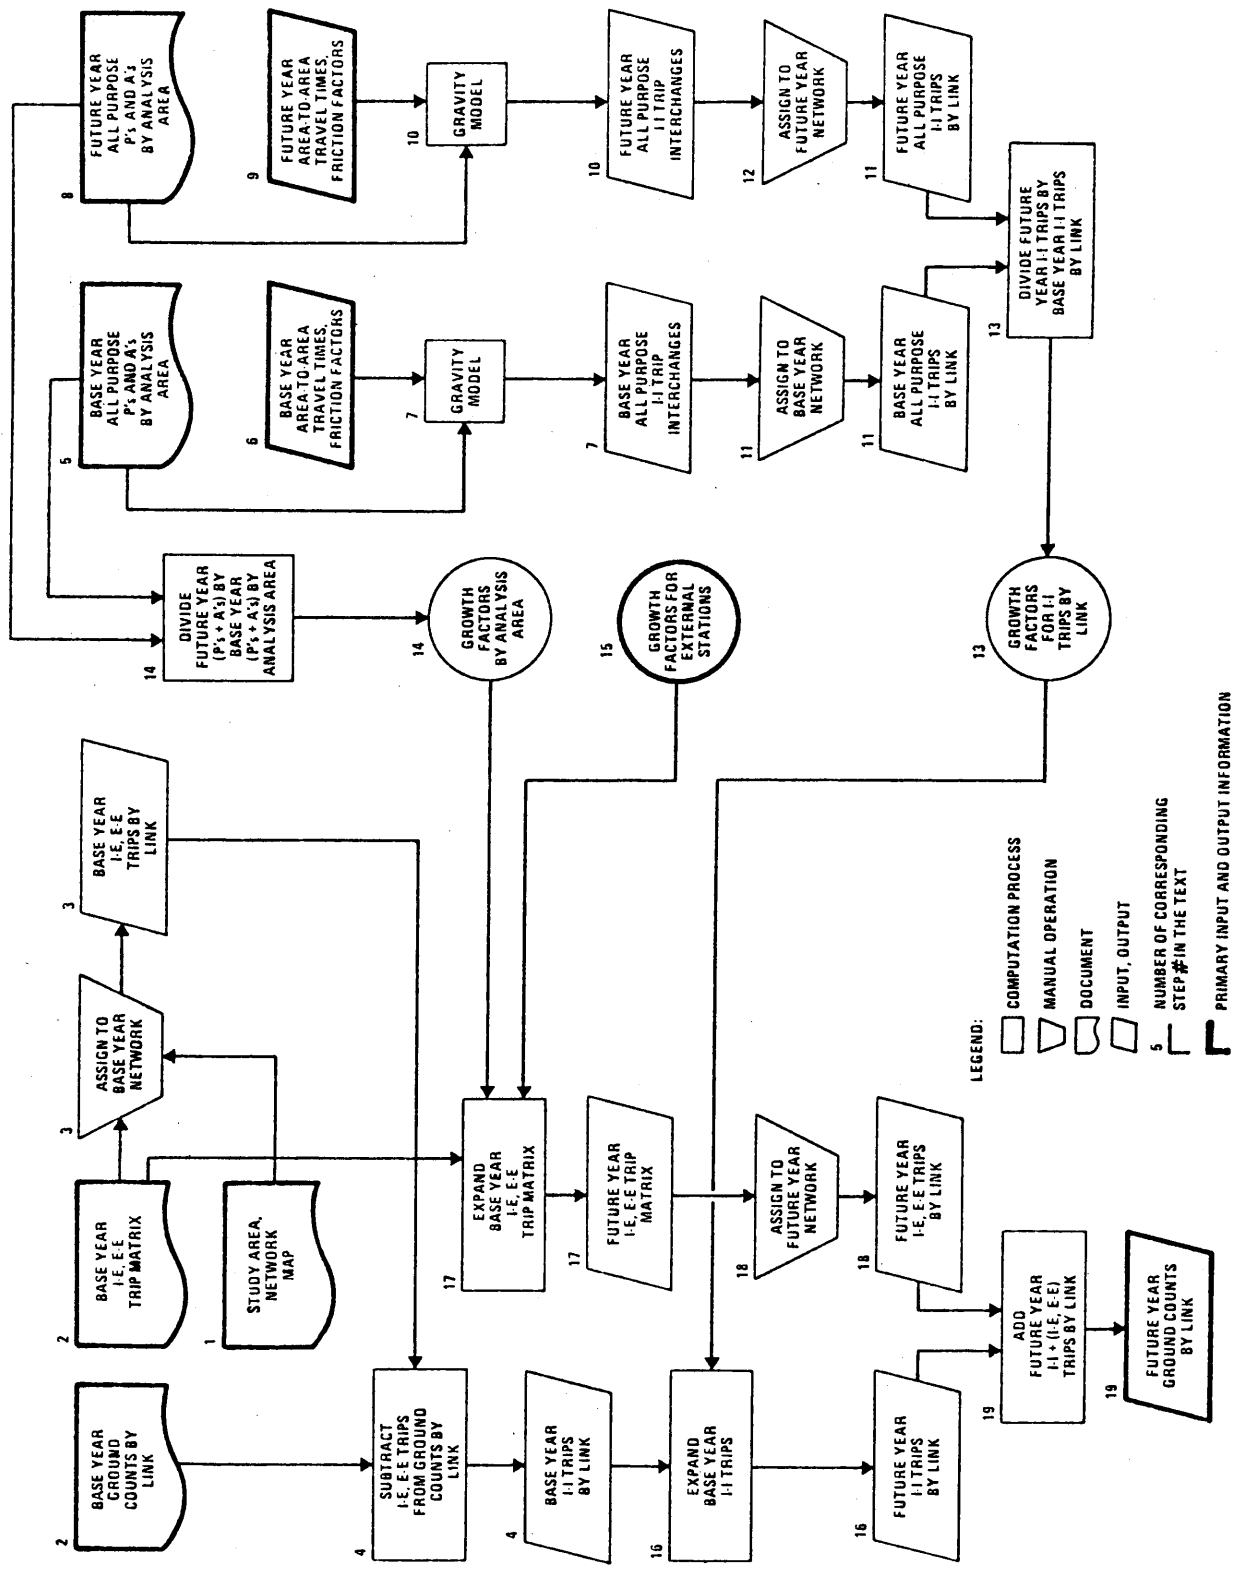 2
BASE YEAR
GROUND
COUNTS BY
LINK
2
BASE YEAR
I-E, E-E
TRIP MATRIX
1
STUDY AREA,
NETWORK
MAP
3
ASSIGN TO
BASE YEAR
NETWORK
3
BASE YEAR
I-E, E-E
TRIPS BY
LINK
4
SUBTRACT
I-E, E-E TRIPS
FROM GROUND
COUNTS BY
LINK
4
BASE YEAR
I-I TRIPS
BY LINK
16
EXPAND
BASE YEAR
I-I TRIPS
16
FUTURE YEAR
I-I TRIPS
BY LINK
17
EXPAND
BASE YEAR
I-E, E-E
TRIP MATRIX
17
FUTURE YEAR
I-E, E-E TRIP
MATRIX
18
ASSIGN TO
FUTURE YEAR
NETWORK
18
FUTURE YEAR
I-E, E-E TRIPS
BY LINK
19
ADD
FUTURE YEAR
I-I + (I-E, E-E)
TRIPS BY LINK
19
FUTURE YEAR
GROUND COUNTS
BY LINK
14
DIVIDE
FUTURE YEAR
(P's + A's) BY
BASE YEAR
(P's + A's) BY
ANALYSIS AREA
14
GROWTH
FACTORS
BY ANALYSIS
AREA
15
GROWTH
FACTORS FOR
EXTERNAL
STATIONS
13
GROWTH
FACTORS
FOR I-I
TRIPS BY
LINK
5
BASE YEAR
ALL PURPOSE
P's AND A's
BY ANALYSIS
AREA
6
BASE YEAR
AREA-TO-AREA
TRAVEL TIMES,
FRICTION FACTORS
7
GRAVITY
MODEL
7
BASE YEAR
ALL PURPOSE
I-I TRIP
INTERCHANGES
11
ASSIGN TO
BASE YEAR
NETWORK
11
BASE YEAR
ALL PURPOSE
I-I TRIPS
BY LINK
8
FUTURE YEAR
ALL PURPOSE
P's AND A's
BY ANALYSIS
AREA
9
FUTURE YEAR
AREA-TO-AREA
TRAVEL TIMES,
FRICTION FACTORS
10
GRAVITY
MODEL
10
FUTURE YEAR
ALL PURPOSE
I-I TRIP
INTERCHANGES
12
ASSIGN TO
FUTURE YEAR
NETWORK
11
FUTURE YEAR
ALL PURPOSE
I-I TRIPS
BY LINK
13
DIVIDE FUTURE
YEAR I-I TRIPS BY
BASE YEAR I-I TRIPS
BY LINK
LEGEND:
COMPUTATION PROCESS
MANUAL OPERATION
DOCUMENT
INPUT, OUTPUT
5 NUMBER OF CORRESPONDING
STEP # IN THE TEXT
PRIMARY INPUT AND OUTPUT INFORMATION